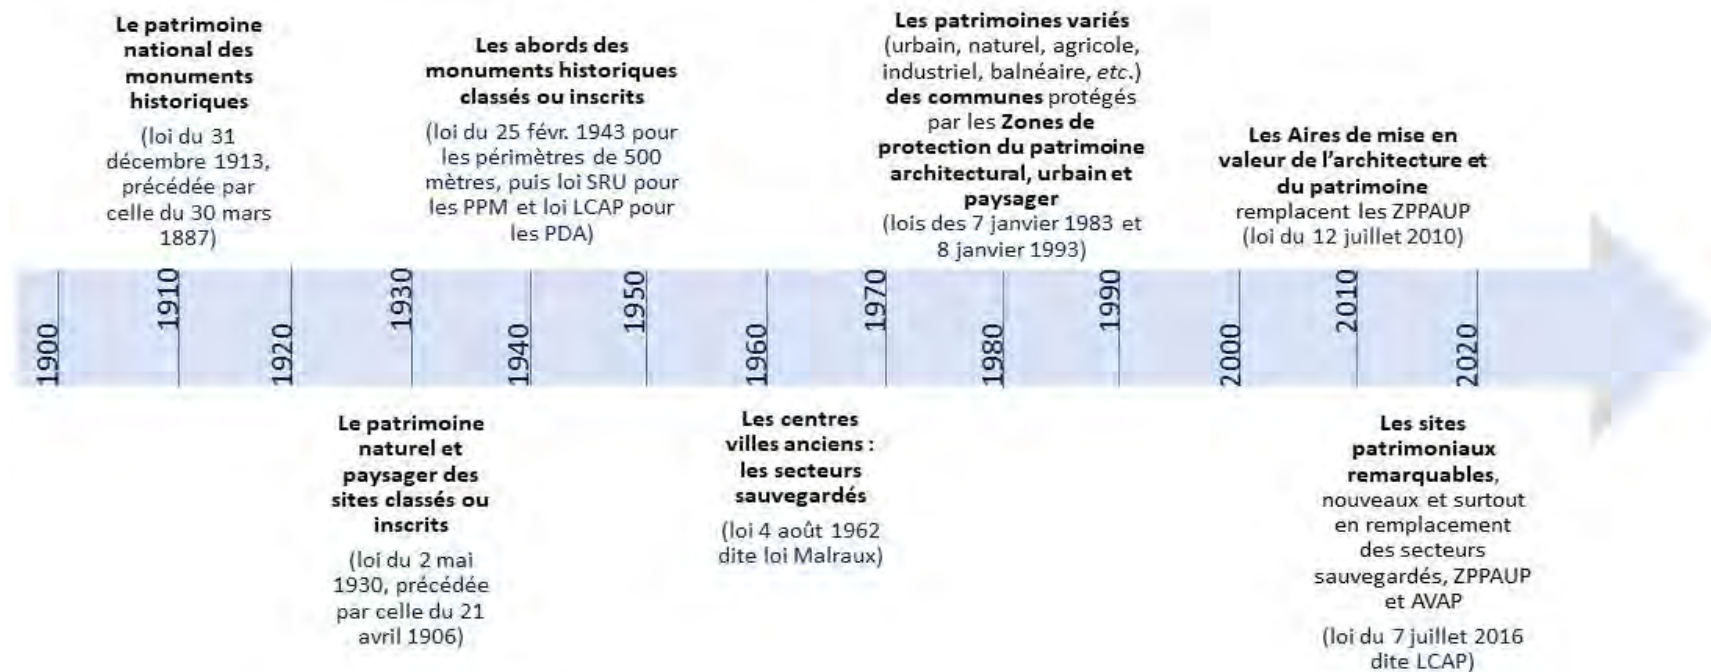 Le patrimoine
national des
monuments
historiques
(loi du 31
décembre 1913,
précédée par
celle du 30 mars
1887)
Les abords des
monuments historiques
classés ou inscrits
(loi du 25 févr. 1943 pour
les périmètres de 500
mètres, puis loi SRU pour
les PPM et loi LCAP pour
les PDA)
Les patrimoines variés
(urbain, naturel, agricole,
industriel, balnéaire, etc.)
des communes protégés
par les Zones de
protection du patrimoine
architectural, urbain et
paysager
(lois des 7 janvier 1983 et
8 janvier 1993)
Les Aires de mise en
valeur de l'architecture et
du patrimoine
remplacent les ZPPAUP
(loi du 12 juillet 2010)
1900
1910
1920
1930
1940
1950
1960
1970
1980
1990
2000
2010
2020
Le patrimoine
naturel et
paysager des
sites classés ou
inscrits
(loi du 2 mai
1930, précédée
par celle du 21
avril 1906)
Les centres
villes anciens :
les secteurs
sauvegardés
(loi 4 août 1962
dite loi Malraux)
Les sites
patrimoniaux
remarquables,
nouveaux et surtout
en remplacement
des secteurs
sauvegardés, ZPPAUP
et AVAP
(loi du 7 juillet 2016
dite LCAP)